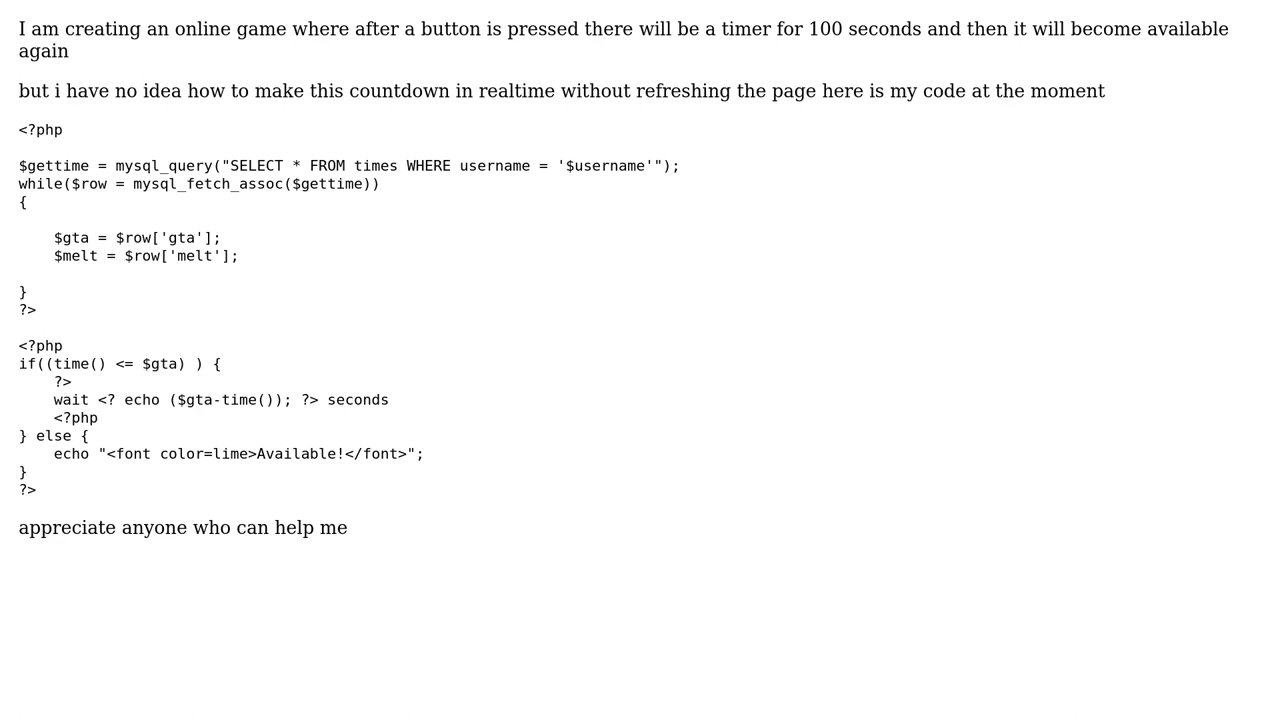 I am creating an online game where after a button is pressed there will be a timer for 100 seconds and then it will become available
again
but i have no idea how to make this countdown in realtime without refreshing the page here is my code at the moment
<?php
$gettime = mysql_query("SELECT * FROM times WHERE username = '$username'");
while($row = mysql_fetch_assoc($gettime))
{
    $gta = $row['gta'];
    $melt = $row['melt'];
}
?>
<?php
if((time() <= $gta) ) {
    ?>
    wait <? echo ($gta-time()); ?> seconds
    <?php
} else {
    echo "<font color=lime>Available!</font>";
}
?>
appreciate anyone who can help me